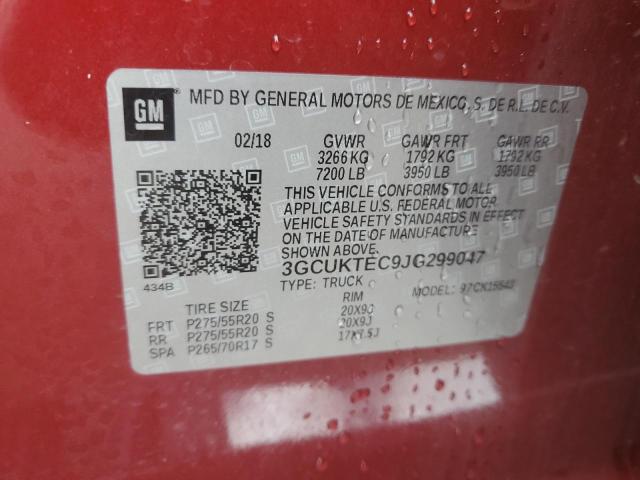 GM MFD BY GENERAL MOTORS DE MEXICO, S. DE R.L. DE C.V.
02/18 GVWR GAWR FRT GAWR RR
3266 KG 1792 KG 1792 KG
7200 LB 3950 LB 3950 LB
THIS VEHICLE CONFORMS TO ALL
APPLICABLE U.S. FEDERAL MOTOR
VEHICLE SAFETY STANDARDS IN EFFECT
ON THE DATE OF MANUFACTURE
SHOWN ABOVE.
434B 3GCUKTEC9JG299047
TYPE: TRUCK MODEL: 97CK15543
TIRE SIZE RIM
FRT P275/55R20 S 20X9J
RR P275/55R20 S 20X9J
SPA P265/70R17 S 17X7.5J